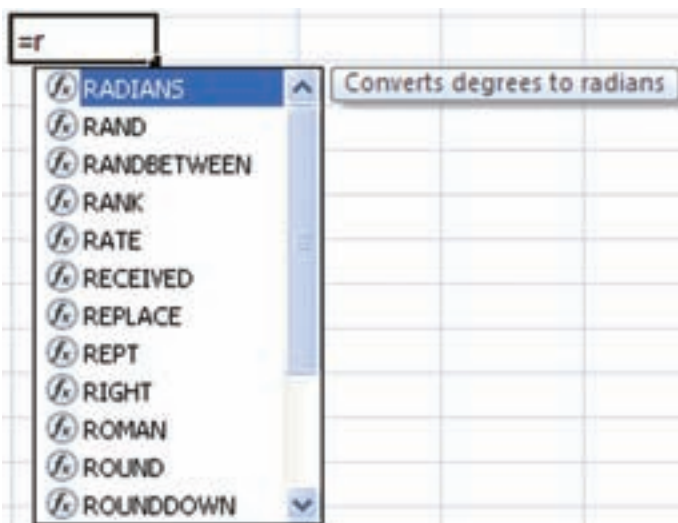 =r
RADIANS Converts degrees to radians
RAND
RANDBETWEEN
RANK
RATE
RECEIVED
REPLACE
REPT
RIGHT
ROMAN
ROUND
ROUNDDOWN